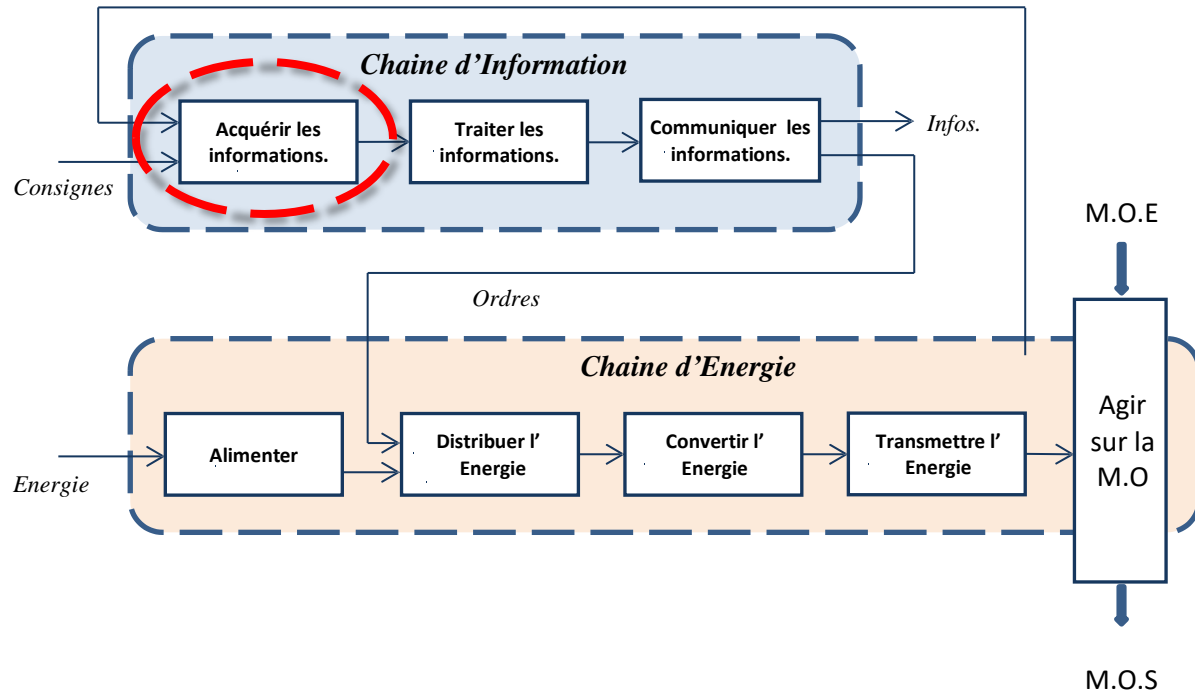 Chaine d’Information
Acquérir les
informations.
Traiter les
informations.
Communiquer les
informations.
Infos.
Consignes
M.O.E
Ordres
Chaine d’Energie
Alimenter
Distribuer l’
Energie
Convertir l’
Energie
Transmettre l’
Energie
Agir
sur la
M.O
Energie
M.O.S